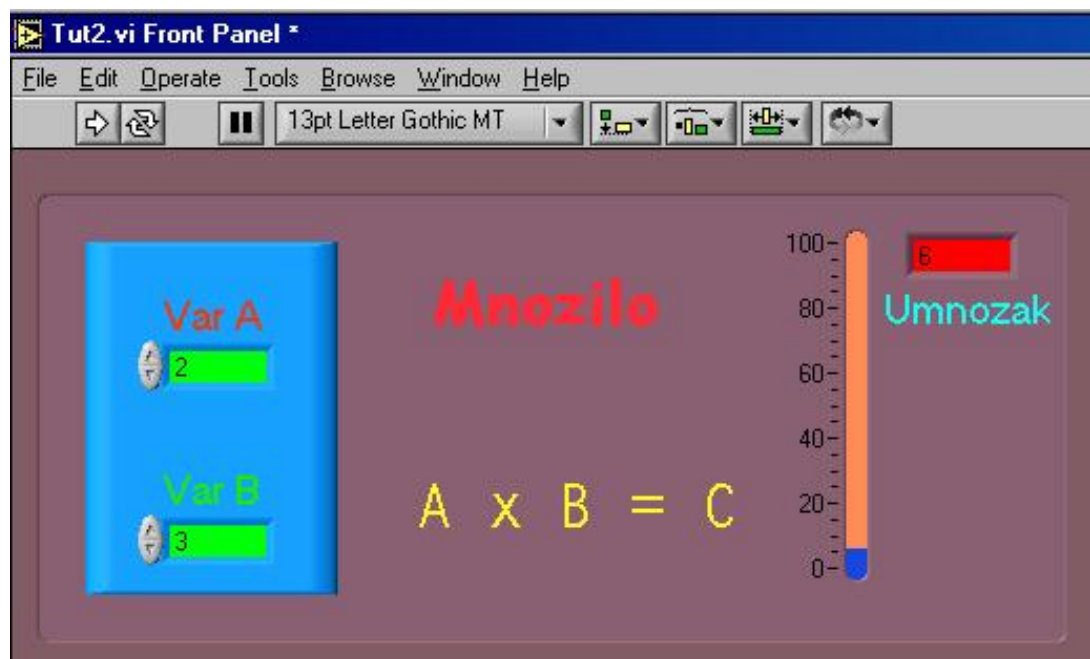 Tut2.vi Front Panel *
File Edit Operate Tools Browse Window Help
13pt Letter Gothic MT
Var A
2
Var B
3
Mnozilo
A x B = C
100
80
60
40
20
0
6
Umnozak